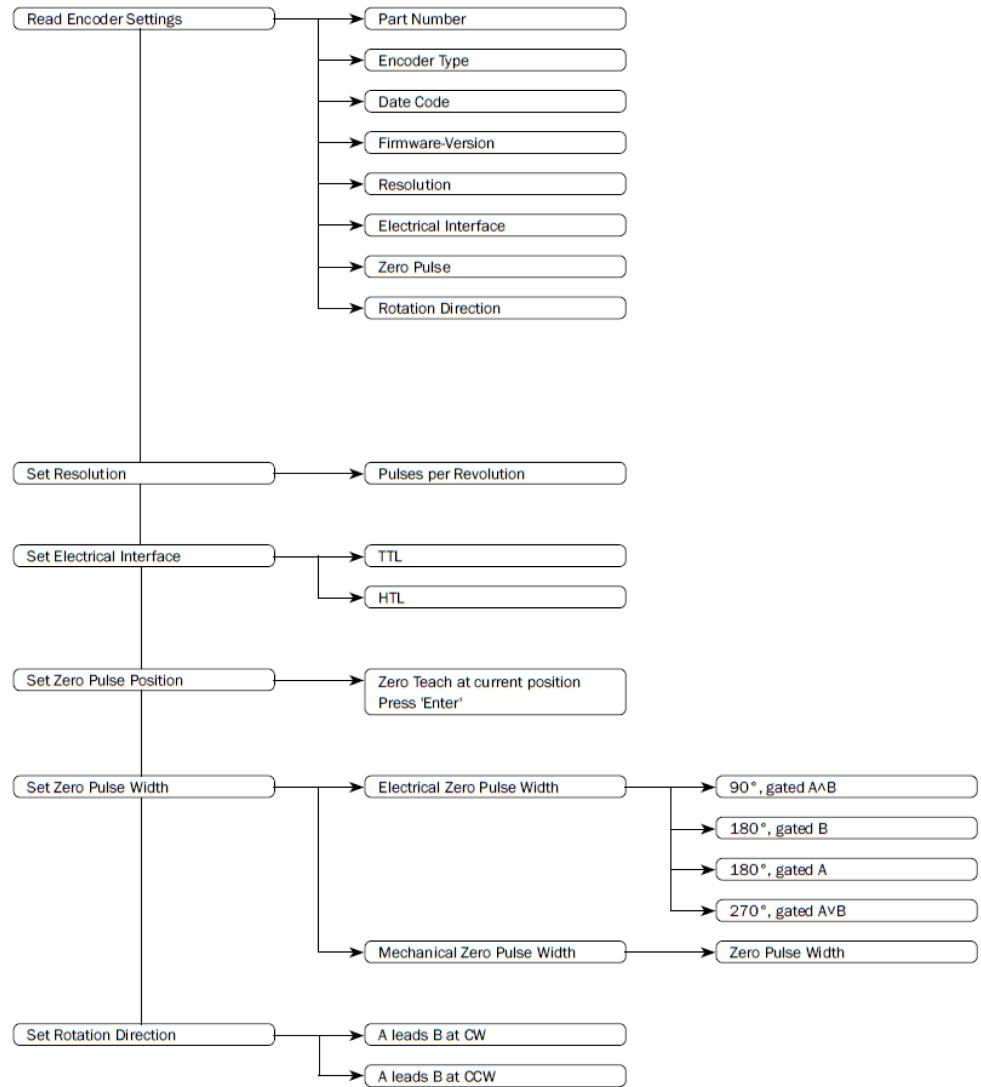 Read Encoder Settings
Part Number
Encoder Type
Date Code
Firmware-Version
Resolution
Electrical Interface
Zero Pulse
Rotation Direction
Set Resolution
Pulses per Revolution
Set Electrical Interface
TTL
HTL
Set Zero Pulse Position
Zero Teach at current position
Press 'Enter'
Set Zero Pulse Width
Electrical Zero Pulse Width
90°, gated A∧B
180°, gated B
180°, gated A
270°, gated A∨B
Mechanical Zero Pulse Width
Zero Pulse Width
Set Rotation Direction
A leads B at CW
A leads B at CCW